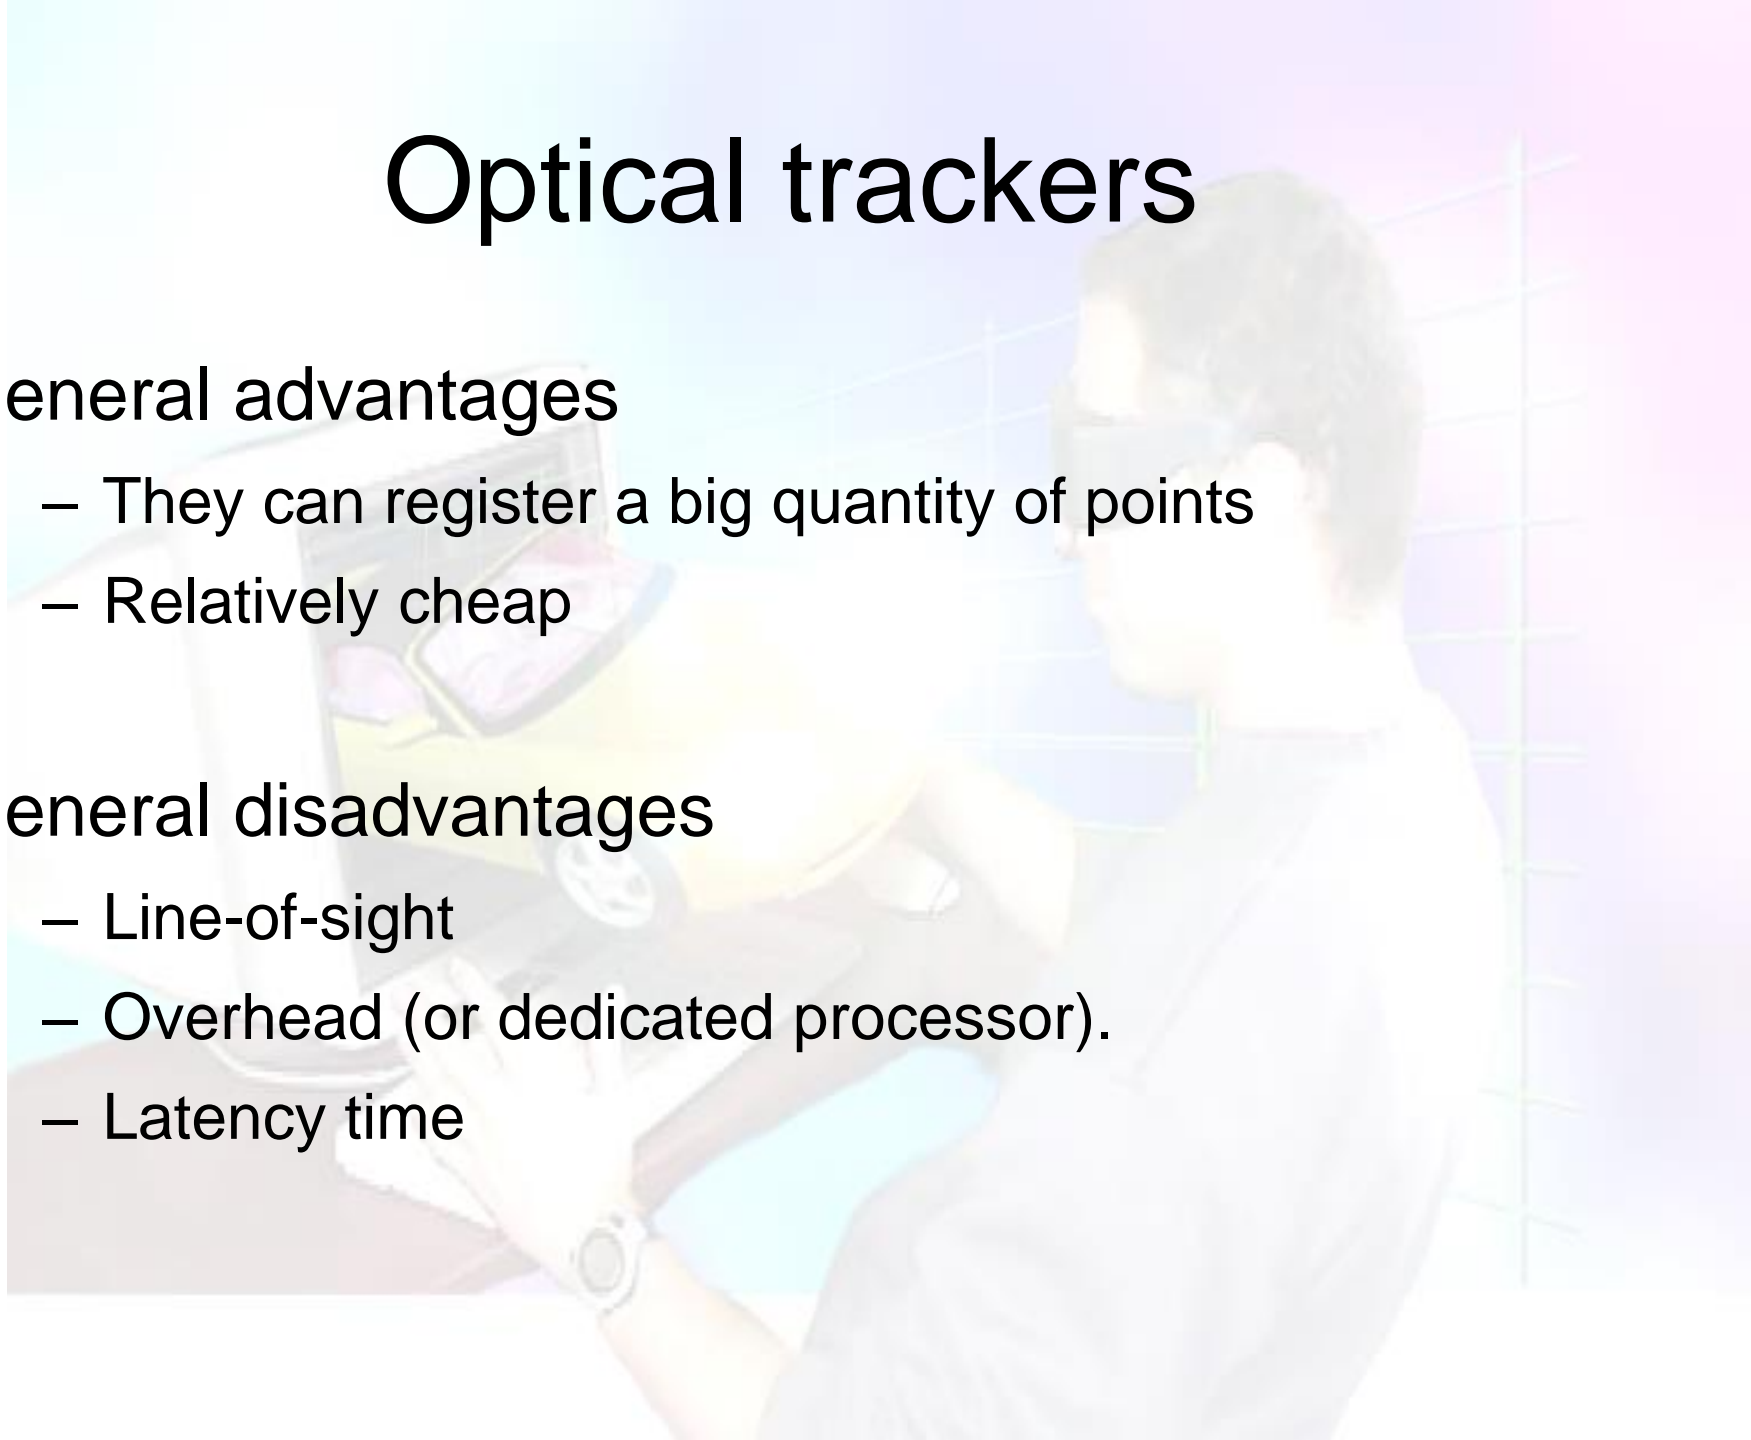 Optical trackers
eneral advantages
– They can register a big quantity of points
– Relatively cheap
eneral disadvantages
– Line-of-sight
– Overhead (or dedicated processor).
– Latency time